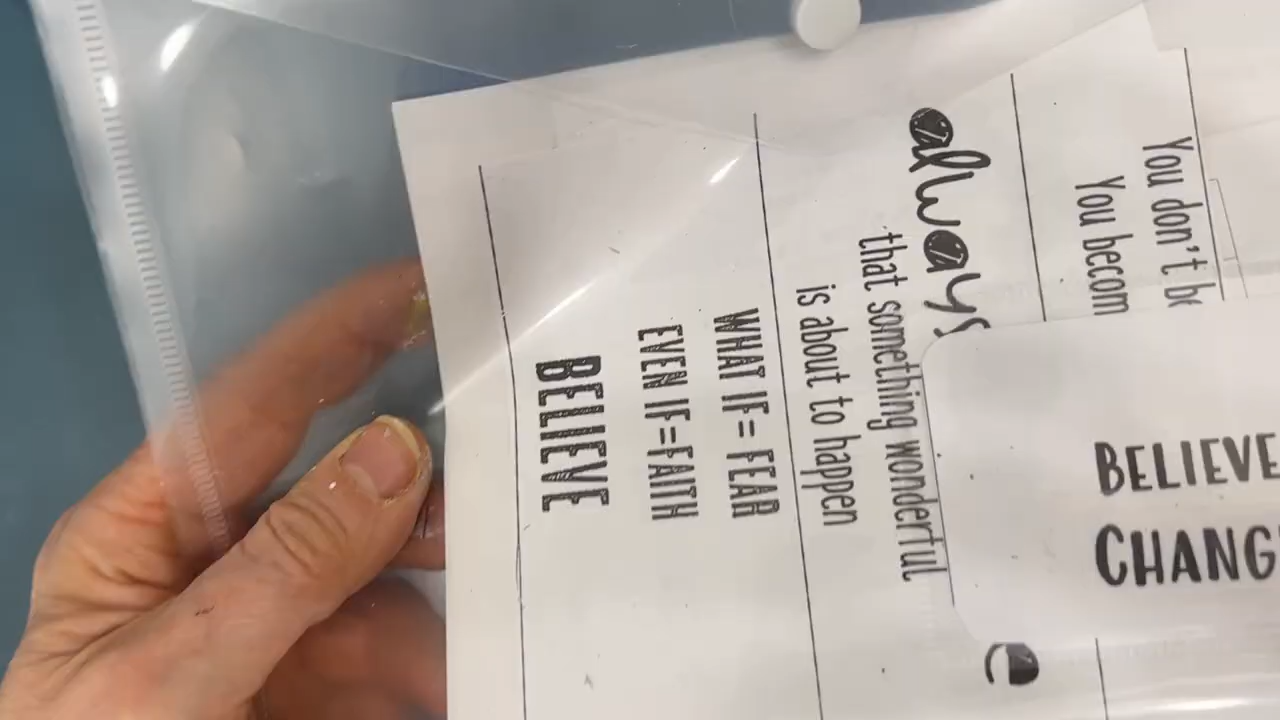 You don't
You becom
always
that something wonderful
is about to happen
WHAT IF = FEAR
EVEN IF = FAITH
BELIEVE
BELIEVE
CHANG
e